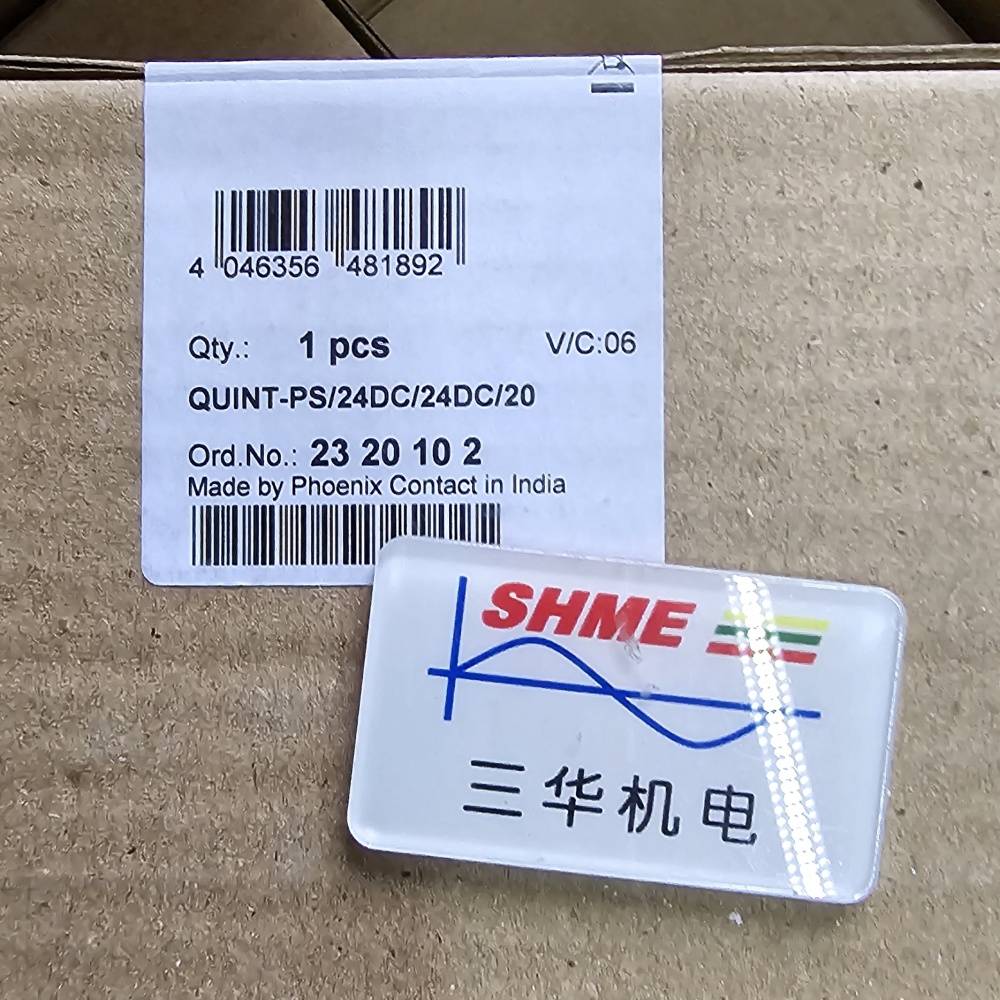 4 046356 481892
Qty.: 1 pcs V/C:06
QUINT-PS/24DC/24DC/20
Ord.No.: 23 20 10 2
Made by Phoenix Contact in India
SHME
三华机电